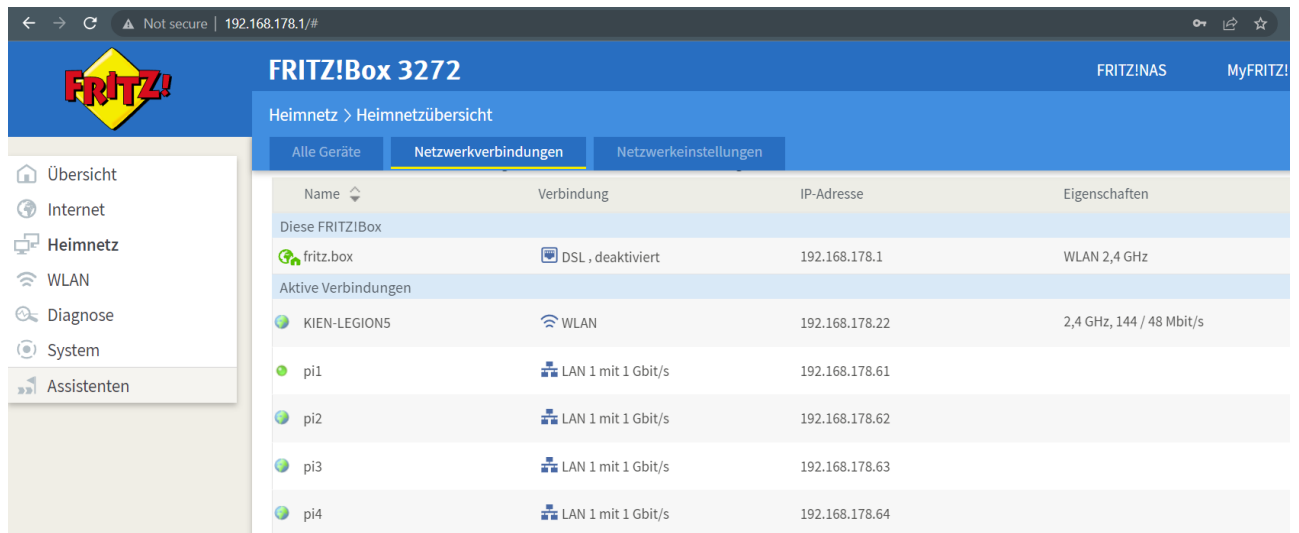 Not secure | 192.168.178.1/#
FRITZ!
FRITZ!Box 3272
FRITZ!NAS MyFRITZ!
Heimnetz > Heimnetzübersicht
Alle Geräte Netzwerkverbindungen Netzwerkeinstellungen
Übersicht
Internet
Heimnetz
WLAN
Diagnose
System
Assistenten
Name Verbindung IP-Adresse Eigenschaften
Diese FRITZ!Box
fritz.box DSL , deaktiviert 192.168.178.1 WLAN 2,4 GHz
Aktive Verbindungen
KIEN-LEGION5 WLAN 192.168.178.22 2,4 GHz, 144 / 48 Mbit/s
pi1 LAN 1 mit 1 Gbit/s 192.168.178.61
pi2 LAN 1 mit 1 Gbit/s 192.168.178.62
pi3 LAN 1 mit 1 Gbit/s 192.168.178.63
pi4 LAN 1 mit 1 Gbit/s 192.168.178.64